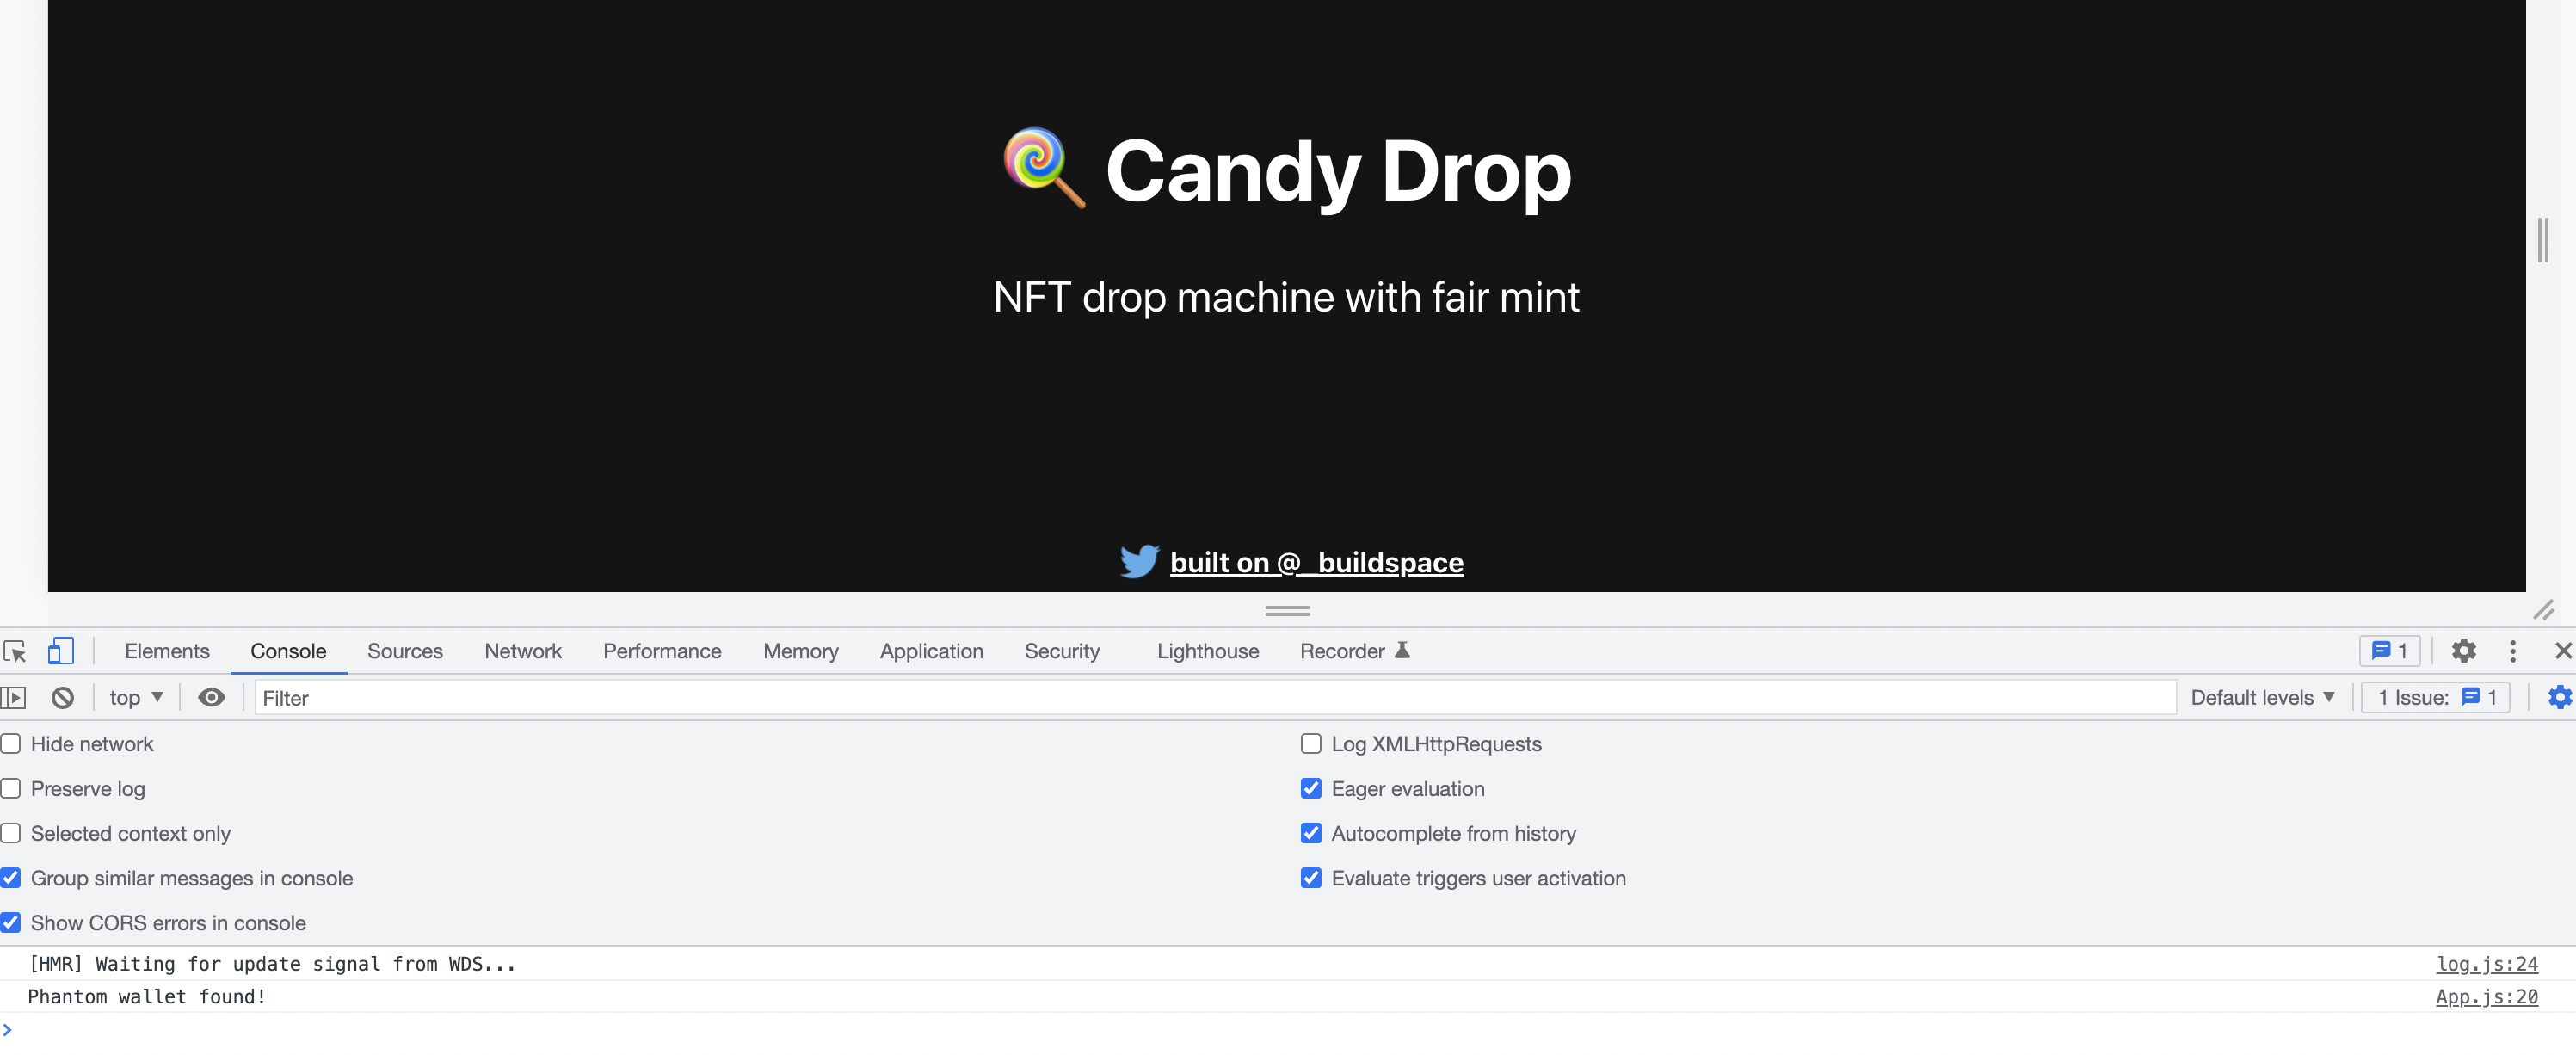 Candy Drop
NFT drop machine with fair mint
built on @_buildspace
Elements Console Sources Network Performance Memory Application Security Lighthouse Recorder 1
top Filter Default levels 1 Issue: 1
Hide network Log XMLHttpRequests
Preserve log Eager evaluation
Selected context only Autocomplete from history
Group similar messages in console Evaluate triggers user activation
Show CORS errors in console
[HMR] Waiting for update signal from WDS... log.js:24
Phantom wallet found! App.js:20